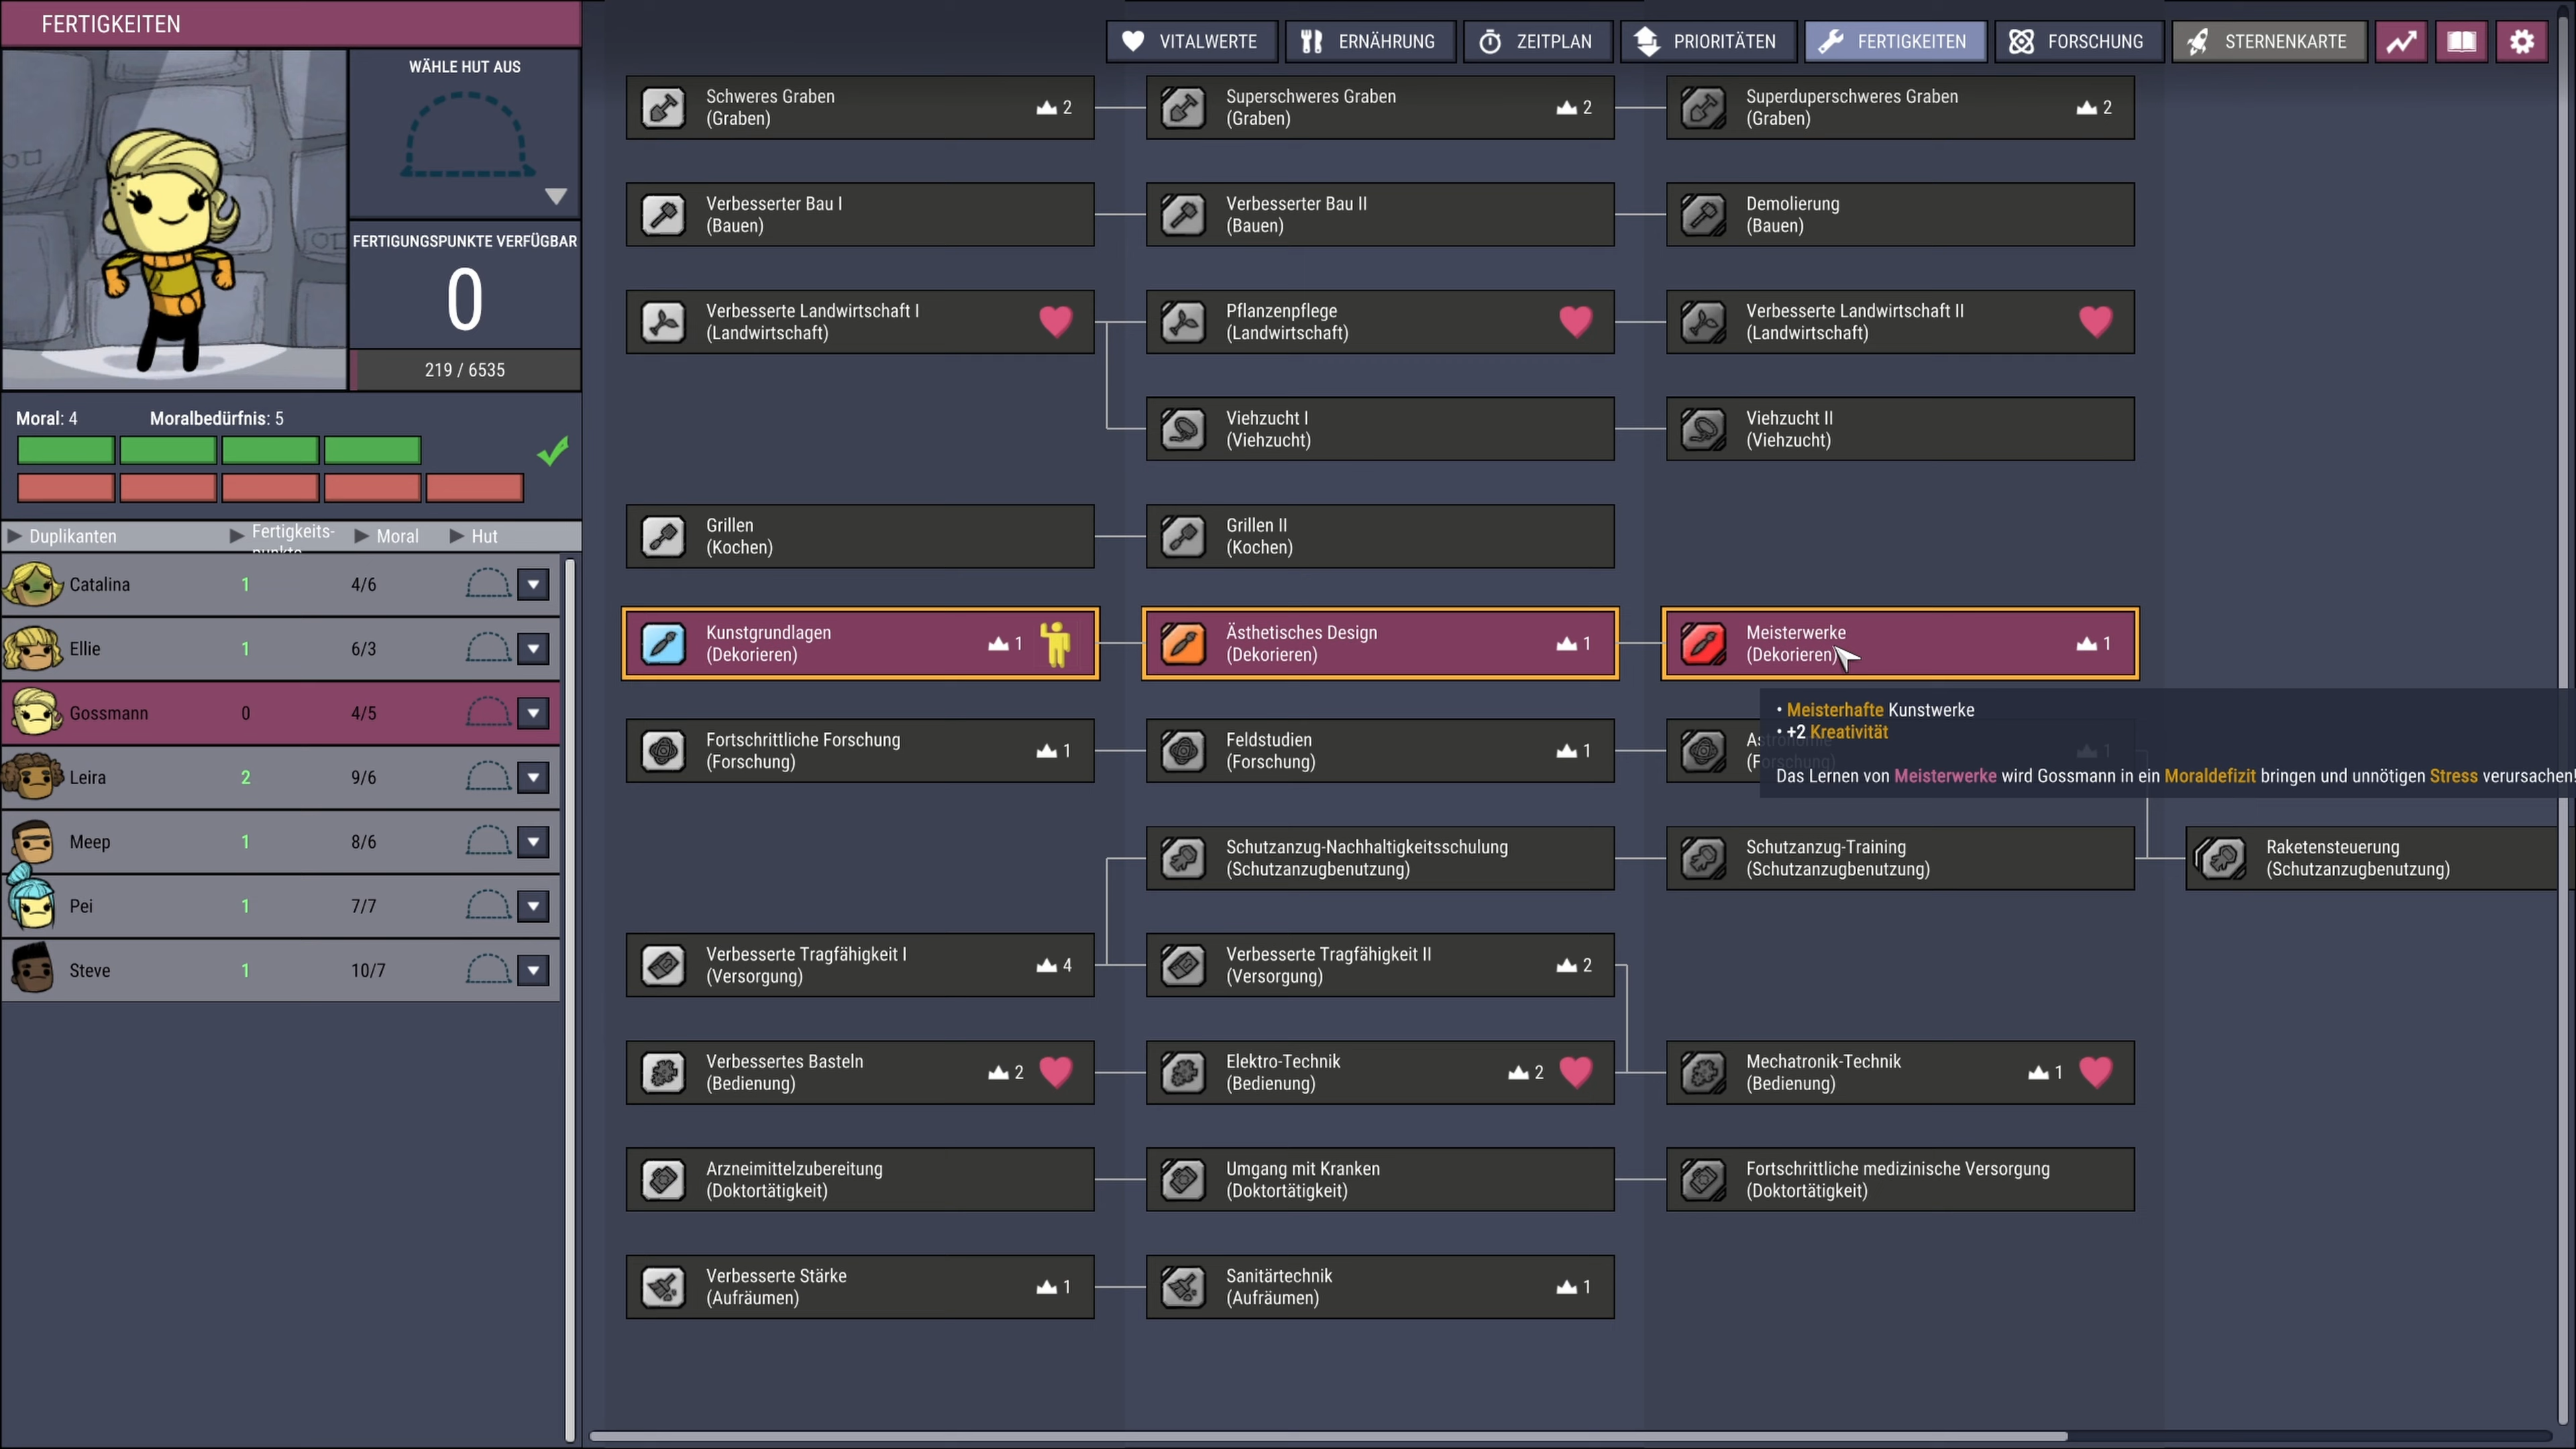 FERTIGKEITEN
VITALWERTE
ERNÄHRUNG
ZEITPLAN
PRIORITÄTEN
FERTIGKEITEN
FORSCHUNG
STERNENKARTE
WÄHLE HUT AUS
FERTIGUNGSPUNKTE VERFÜGBAR
0
219 / 6535
Moral: 4
Moralbedürfnis: 5
Duplikanten
Fertigkeits-
punkte
Moral
Hut
Catalina 1 4/6
Ellie 1 6/3
Gossmann 0 4/5
Leira 2 9/6
Meep 1 8/6
Pei 1 7/7
Steve 1 10/7
Schweres Graben
(Graben)
2
Superschweres Graben
(Graben)
2
Superduperschweres Graben
(Graben)
2
Verbesserter Bau I
(Bauen)
Verbesserter Bau II
(Bauen)
Demolierung
(Bauen)
Verbesserte Landwirtschaft I
(Landwirtschaft)
Pflanzenpflege
(Landwirtschaft)
Verbesserte Landwirtschaft II
(Landwirtschaft)
Viehzucht I
(Viehzucht)
Viehzucht II
(Viehzucht)
Grillen
(Kochen)
Grillen II
(Kochen)
Kunstgrundlagen
(Dekorieren)
1
Ästhetisches Design
(Dekorieren)
1
Meisterwerke
(Dekorieren)
1
• Meisterhafte Kunstwerke
• +2 Kreativität
Das Lernen von Meisterwerke wird Gossmann in ein Moraldefizit bringen und unnötigen Stress verursachen!
Fortschrittliche Forschung
(Forschung)
1
Feldstudien
(Forschung)
1
Astronomie
(Forschung)
1
Schutzanzug-Nachhaltigkeitsschulung
(Schutzanzugbenutzung)
Schutzanzug-Training
(Schutzanzugbenutzung)
Raketensteuerung
(Schutzanzugbenutzung)
Verbesserte Tragfähigkeit I
(Versorgung)
4
Verbesserte Tragfähigkeit II
(Versorgung)
2
Verbessertes Basteln
(Bedienung)
2
Elektro-Technik
(Bedienung)
2
Mechatronik-Technik
(Bedienung)
1
Arzneimittelzubereitung
(Doktortätigkeit)
Umgang mit Kranken
(Doktortätigkeit)
Fortschrittliche medizinische Versorgung
(Doktortätigkeit)
Verbesserte Stärke
(Aufräumen)
1
Sanitärtechnik
(Aufräumen)
1